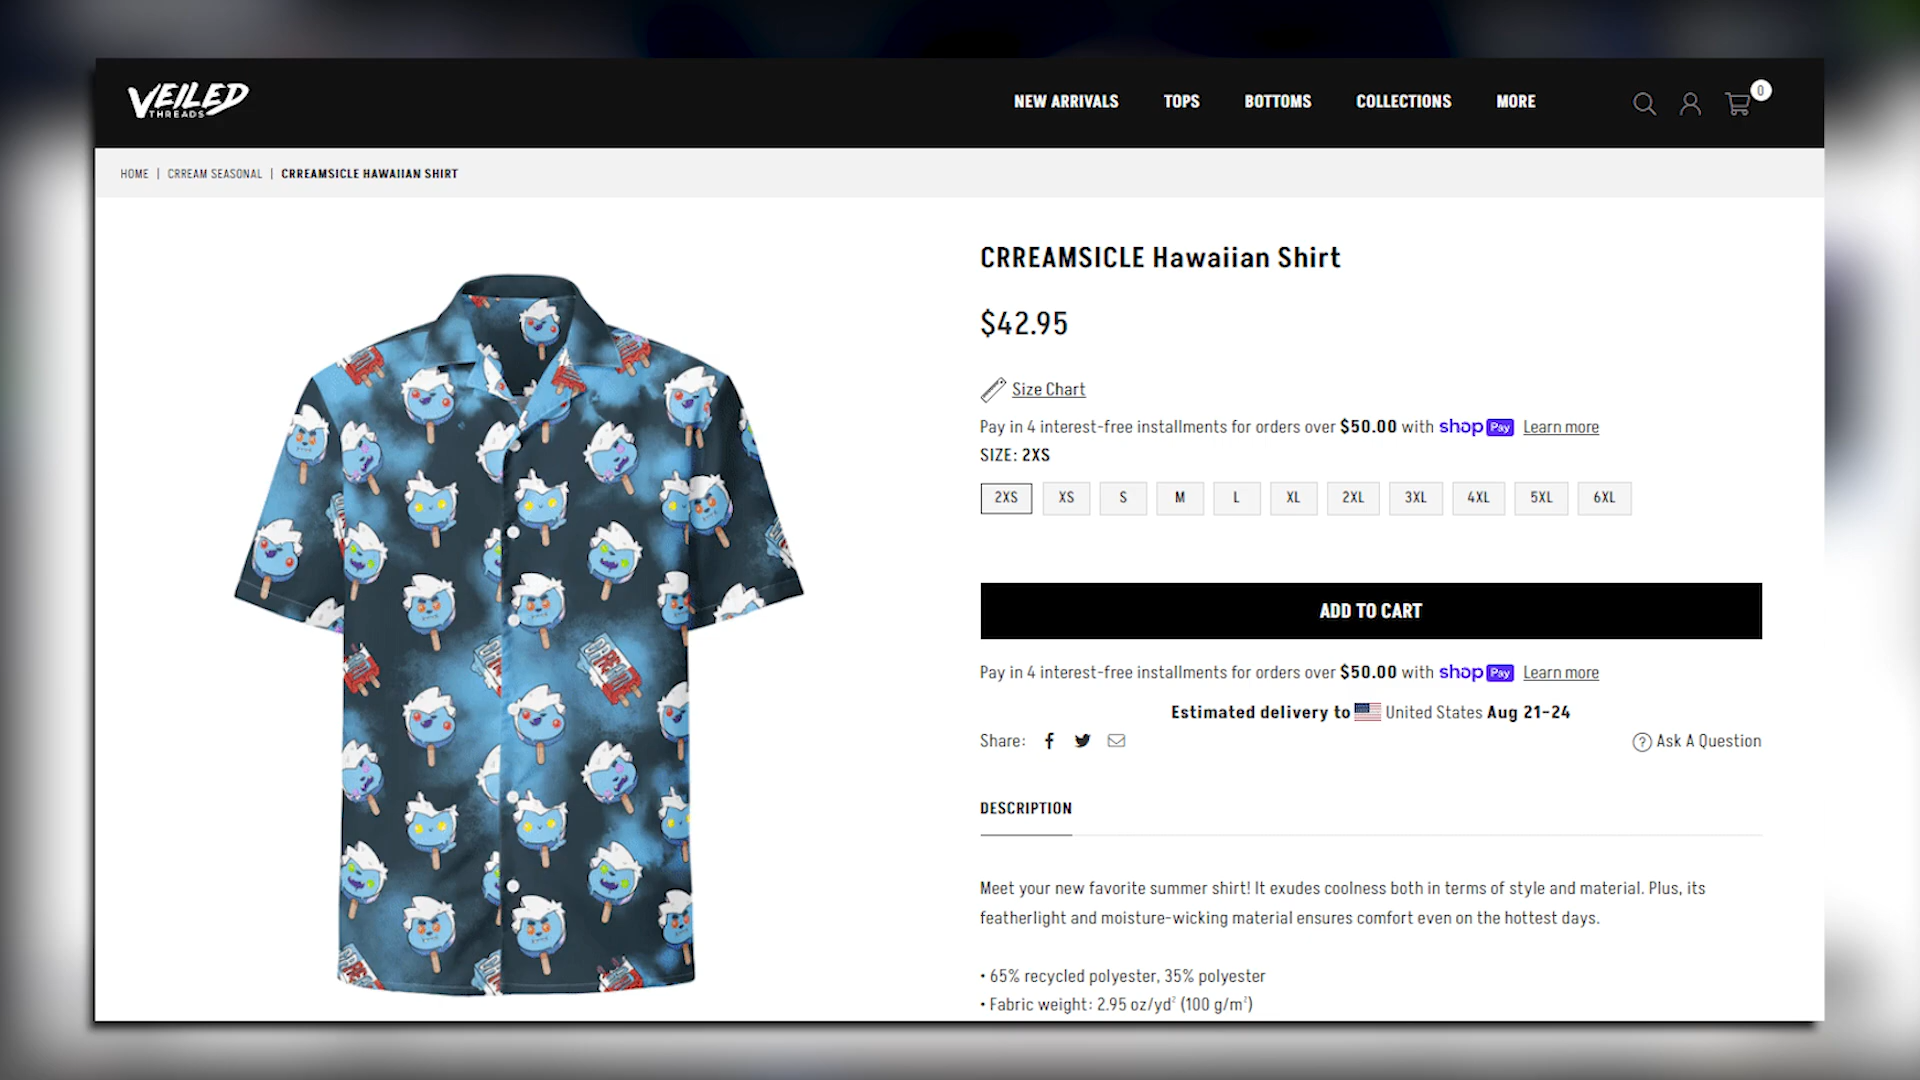 VEILED
THREADS
NEW ARRIVALS
TOPS
BOTTOMS
COLLECTIONS
MORE
0
HOME | CRREAM SEASONAL | CRREAMSICLE HAWAIIAN SHIRT
CRREAMSICLE Hawaiian Shirt
$42.95
Size Chart
Pay in 4 interest-free installments for orders over $50.00 with shop Pay Learn more
SIZE: 2XS
2XS XS S M L XL 2XL 3XL 4XL 5XL 6XL
ADD TO CART
Pay in 4 interest-free installments for orders over $50.00 with shop Pay Learn more
Estimated delivery to United States Aug 21-24
Share:
? Ask A Question
DESCRIPTION
Meet your new favorite summer shirt! It exudes coolness both in terms of style and material. Plus, its
featherlight and moisture-wicking material ensures comfort even on the hottest days.
• 65% recycled polyester, 35% polyester
• Fabric weight: 2.95 oz/yd² (100 g/m²)